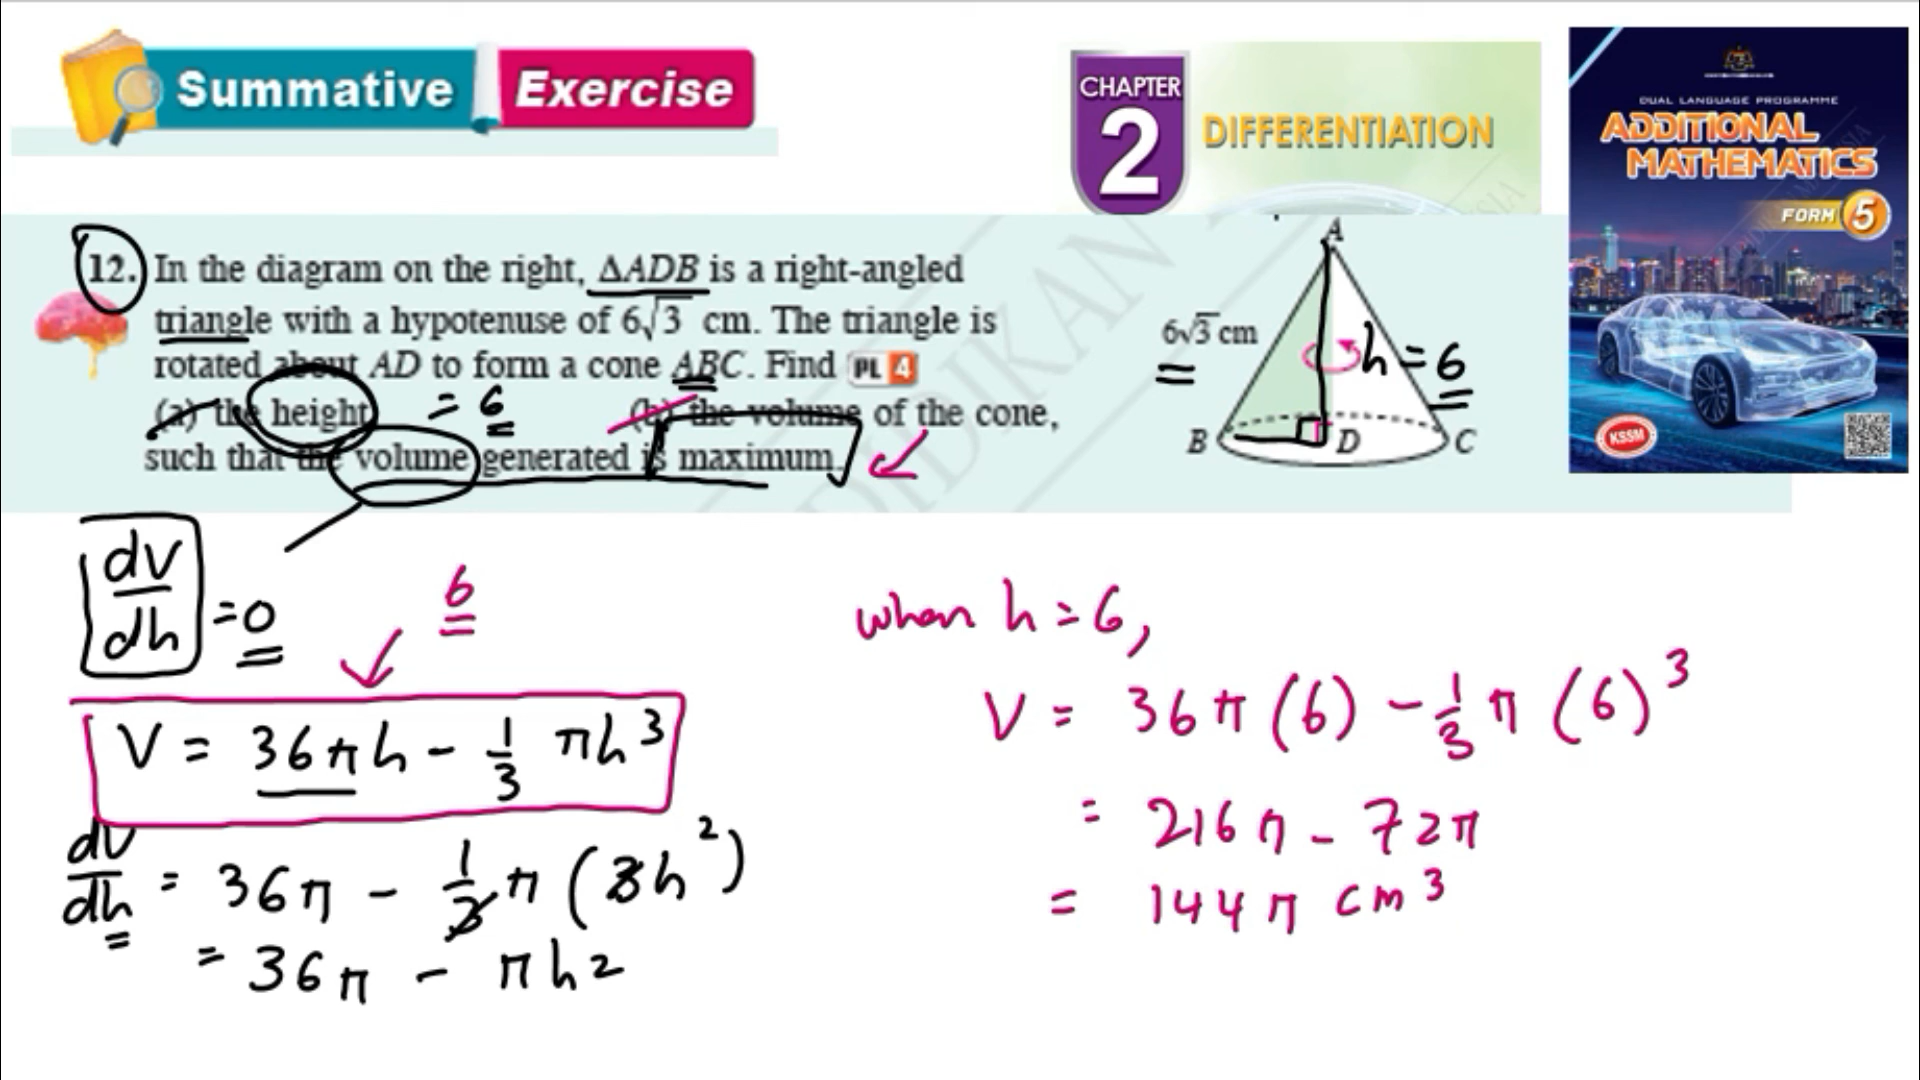 Summative Exercise
CHAPTER
2
DIFFERENTIATION
DUAL LANGUAGE PROGRAMME
ADDITIONAL
MATHEMATICS
FORM 5
KSSM
12. In the diagram on the right, ΔADB is a right-angled
triangle with a hypotenuse of 6√3 cm. The triangle is
rotated about AD to form a cone ABC. Find PL 4
(a) the height = 6 (b) the volume of the cone,
such that the volume generated is maximum.
A
6√3 cm
h = 6
B D C
PENDIDIKAN
dv/dh = 0
6
V = 36πh - 1/3 πh³
dv/dh = 36π - 1/3 π (3h²)
= 36π - πh2
when h = 6,
V = 36π (6) - 1/3 π (6)³
= 216π - 72π
= 144π cm³